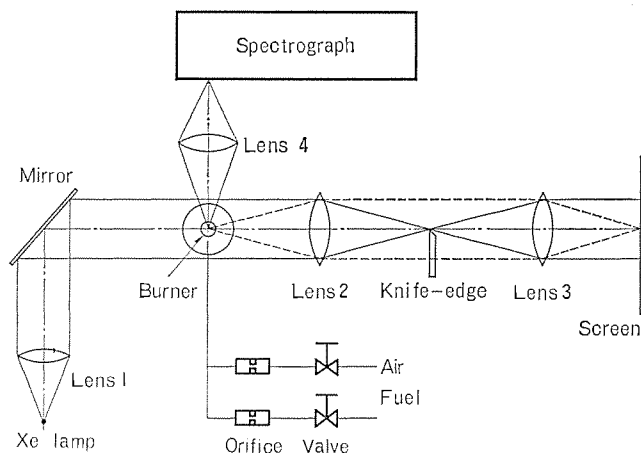 Spectrograph
Lens 4
Mirror
Burner
Lens 2
Knife-edge
Lens 3
Screen
Lens 1
Air
Fuel
Xe lamp
Orifice
Valve